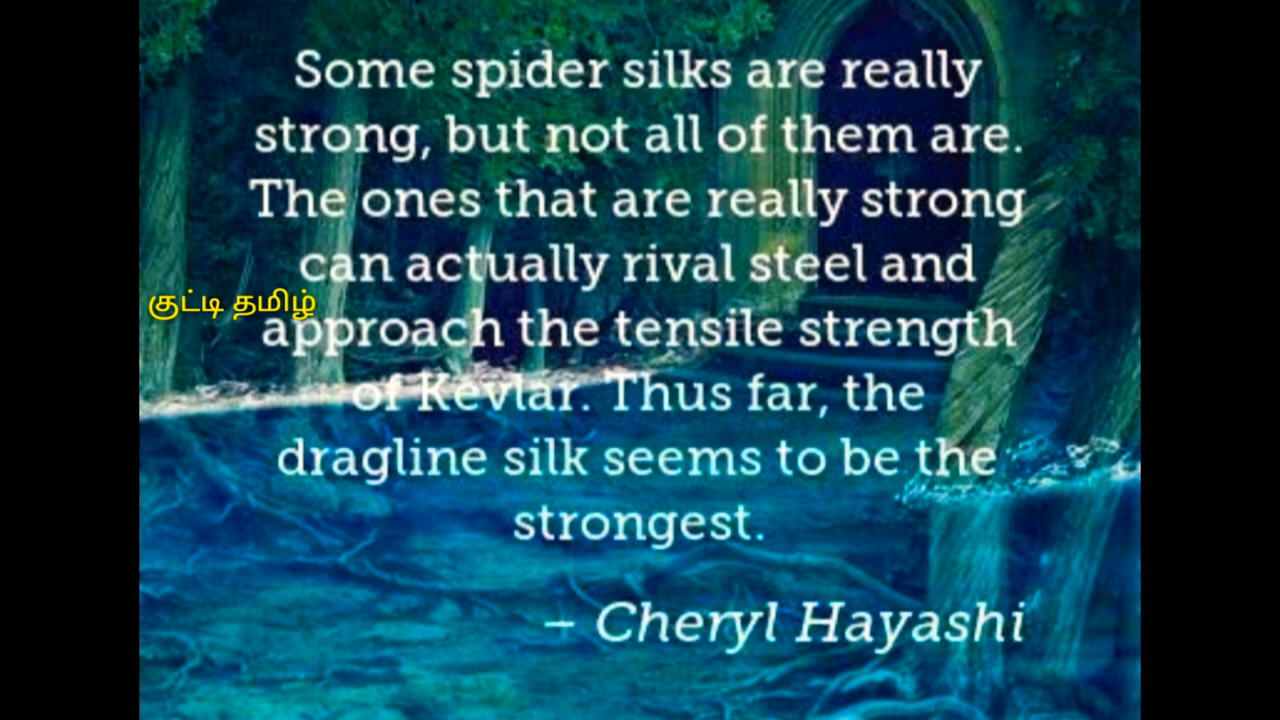 Some spider silks are really
strong, but not all of them are.
The ones that are really strong
can actually rival steel and
குட்டி தமிழ்
approach the tensile strength
of Kevlar. Thus far, the
dragline silk seems to be the
strongest.
– Cheryl Hayashi